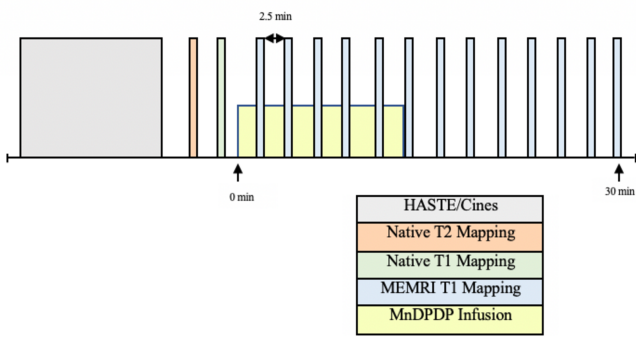 2.5 min
0 min
30 min
HASTE/Cines
Native T2 Mapping
Native T1 Mapping
MEMRI T1 Mapping
MnDPDP Infusion